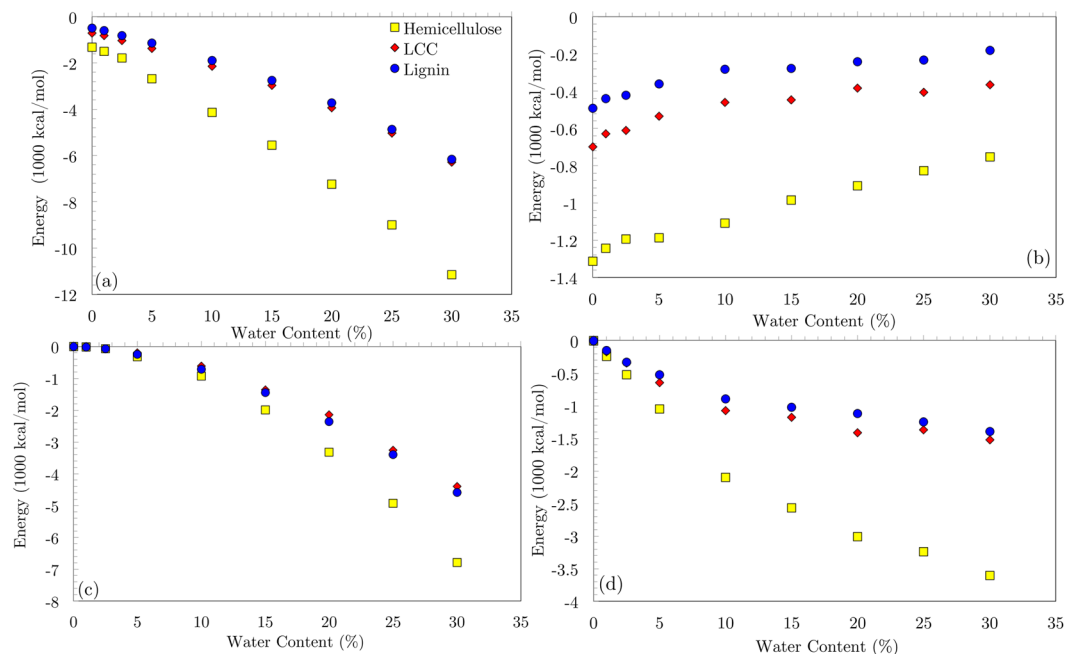 0
-2
-4
-6
-8
-10
-12
Energy (1000 kcal/mol)
Hemicellulose
LCC
Lignin
(a)
0 5 10 15 20 25 30 35
Water Content (%)
0
-0.2
-0.4
-0.6
-0.8
-1
-1.2
-1.4
Energy (1000 kcal/mol)
(b)
0 5 10 15 20 25 30 35
Water Content (%)
0
-1
-2
-3
-4
-5
-6
-7
-8
Energy (1000 kcal/mol)
(c)
0 5 10 15 20 25 30 35
Water Content (%)
0
-0.5
-1
-1.5
-2
-2.5
-3
-3.5
-4
Energy (1000 kcal/mol)
(d)
0 5 10 15 20 25 30 35
Water Content (%)